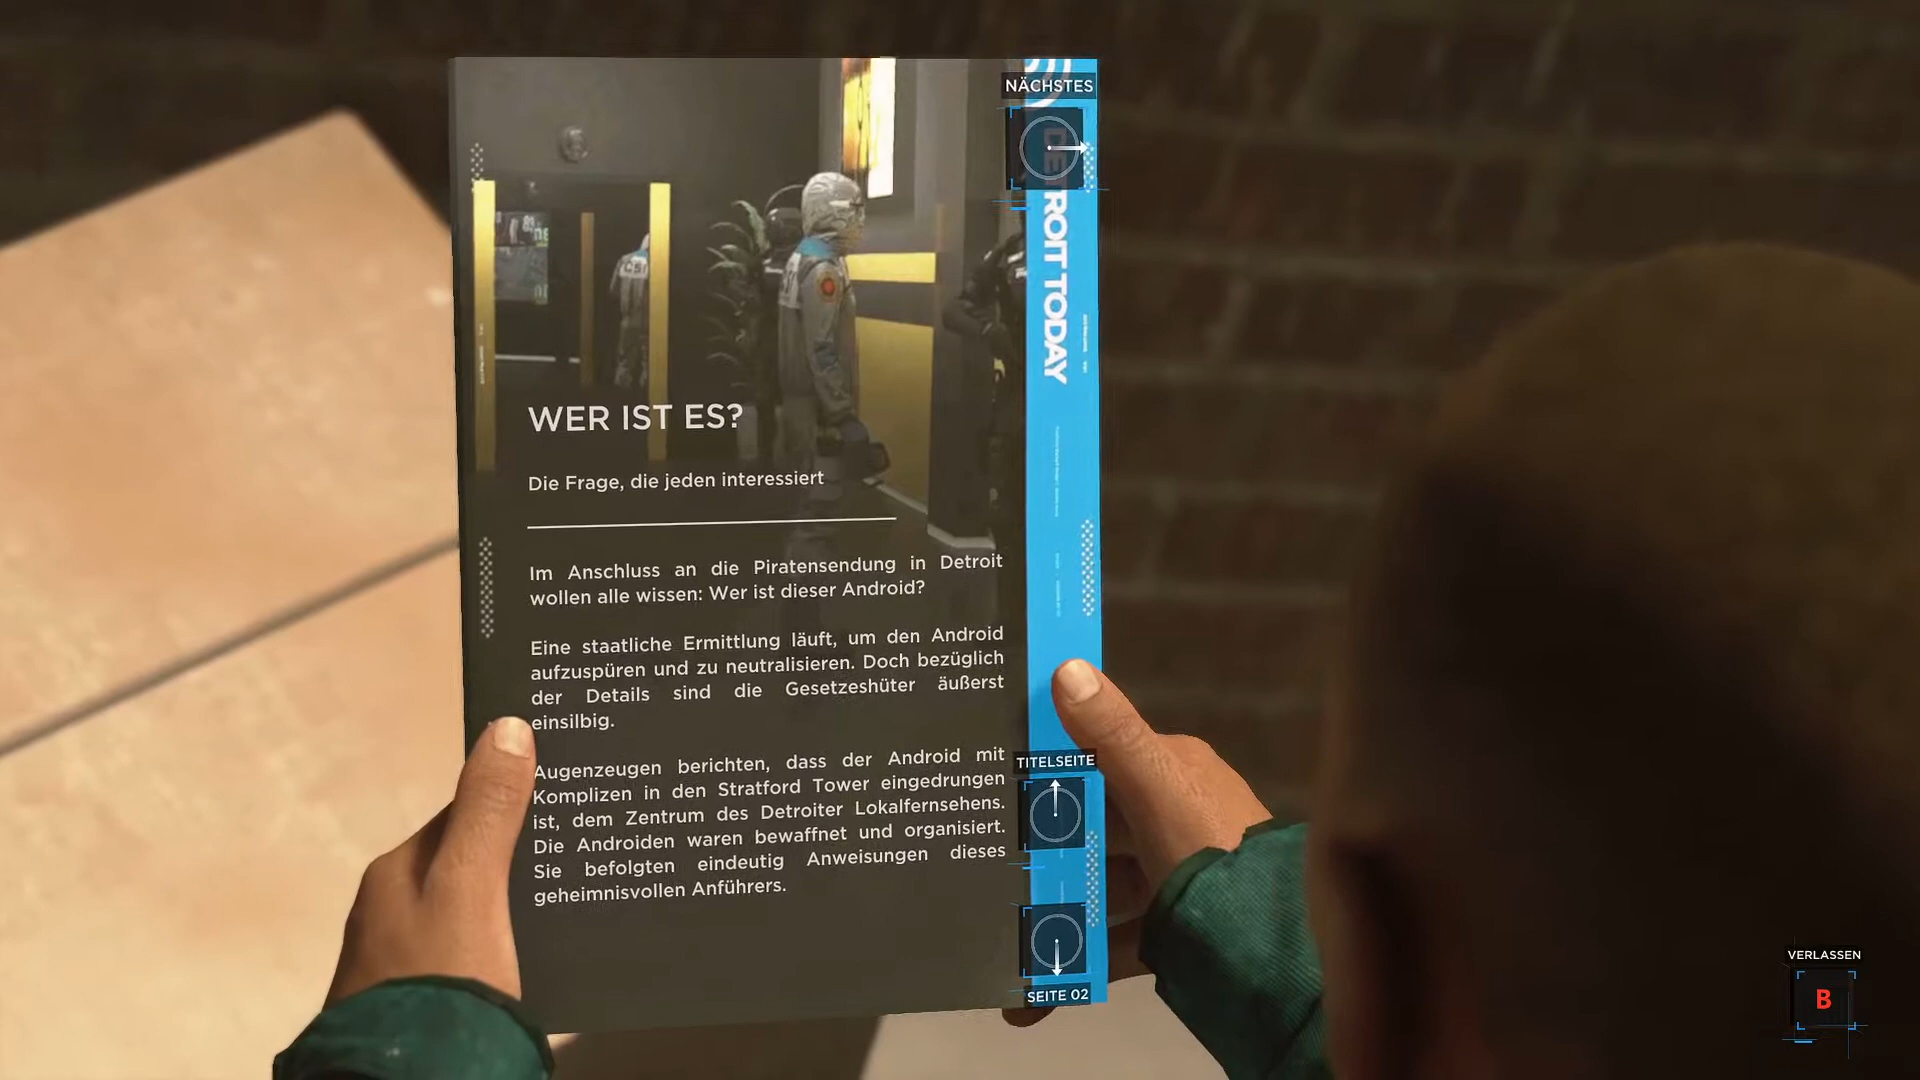 NÄCHSTES
DETROIT TODAY
CSI
WER IST ES?
Die Frage, die jeden interessiert
Im Anschluss an die Piratensendung in Detroit
wollen alle wissen: Wer ist dieser Android?
Eine staatliche Ermittlung läuft, um den Android
aufzuspüren und zu neutralisieren. Doch bezüglich
der Details sind die Gesetzeshüter äußerst
einsilbig.
Augenzeugen berichten, dass der Android mit
Komplizen in den Stratford Tower eingedrungen
ist, dem Zentrum des Detroiter Lokalfernsehens.
Die Androiden waren bewaffnet und organisiert.
Sie befolgten eindeutig Anweisungen dieses
geheimnisvollen Anführers.
TITELSEITE
SEITE 02
VERLASSEN
B